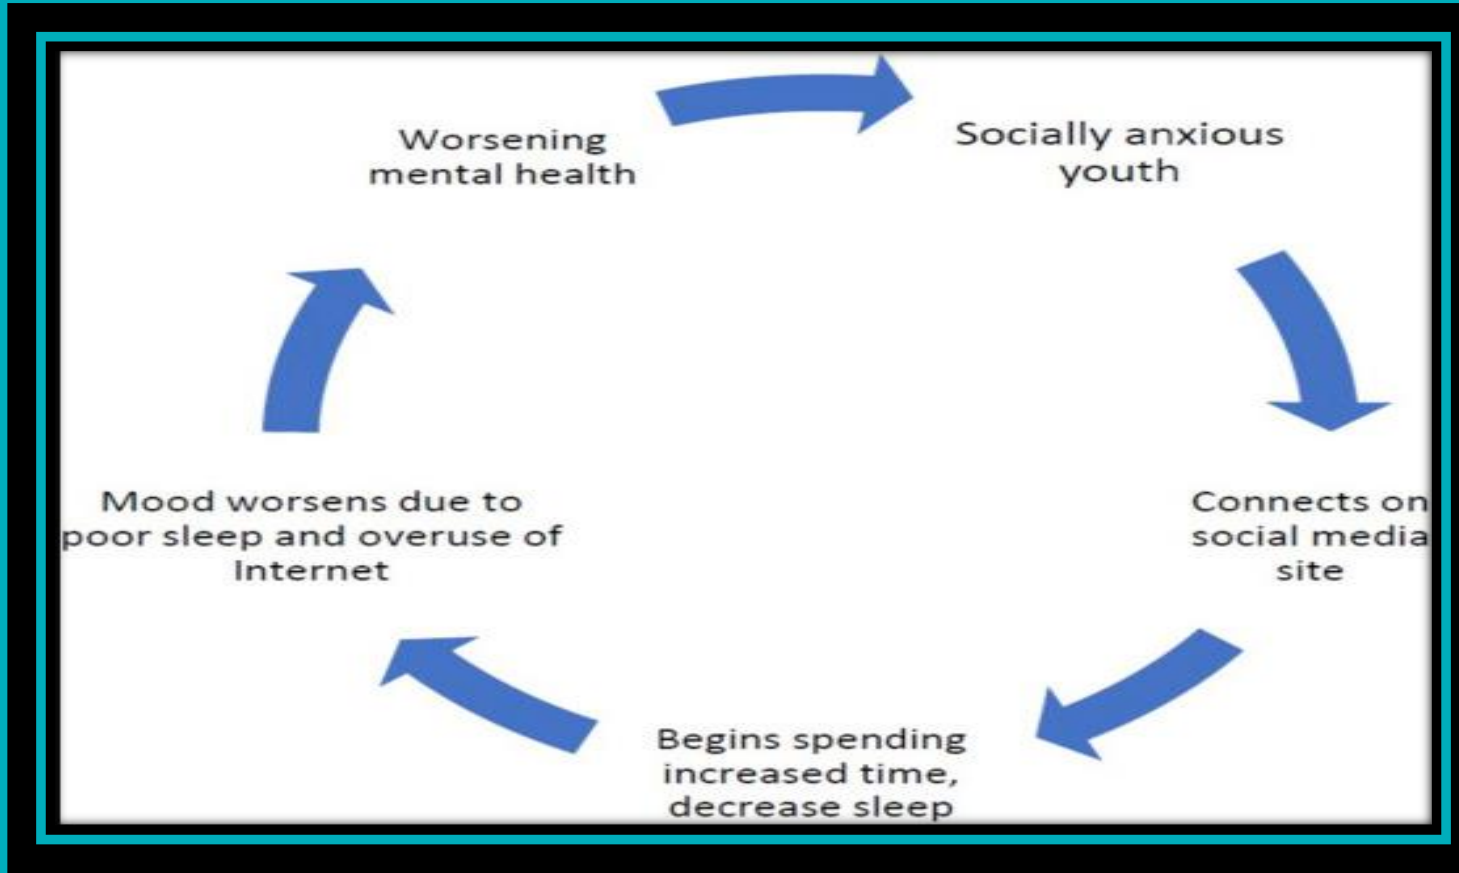 Worsening
mental health
Socially anxious
youth
Connects on
social media
site
Begins spending
increased time,
decrease sleep
Mood worsens due to
poor sleep and overuse of
Internet